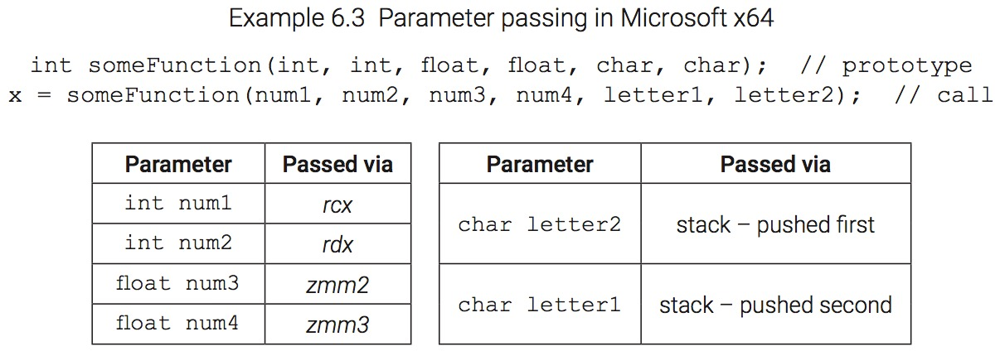 Example 6.3 Parameter passing in Microsoft x64
int someFunction(int, int, float, float, char, char); // prototype
x = someFunction(num1, num2, num3, num4, letter1, letter2); // call
Parameter Passed via
int num1 rcx
int num2 rdx
float num3 zmm2
float num4 zmm3
Parameter Passed via
char letter2 stack – pushed first
char letter1 stack – pushed second